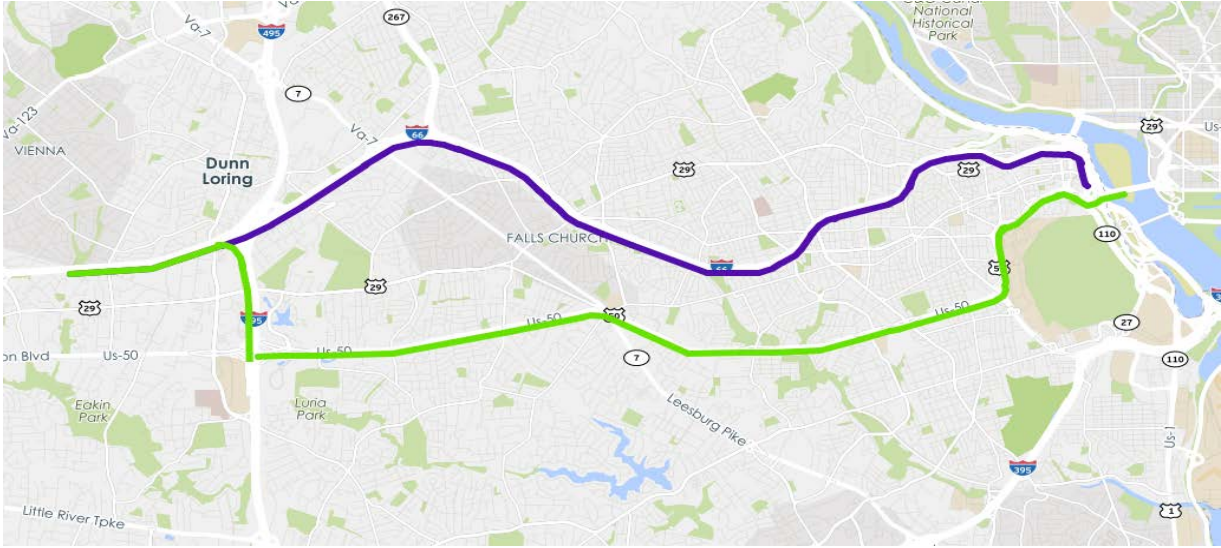 C&O Canal
National
Historical
Park
Va-7
267
495
7
Va-123
VIENNA
Va-7
66
29
Us-
Dunn
Loring
29
29
FALLS CHURCH
110
66
29
29
Us-50
50
Us-50
27
on Blvd
Us-50
Us-50
7
110
Eakin
Park
Luria
Park
Leesburg Pike
Us-1
395
Little River Tpke
1